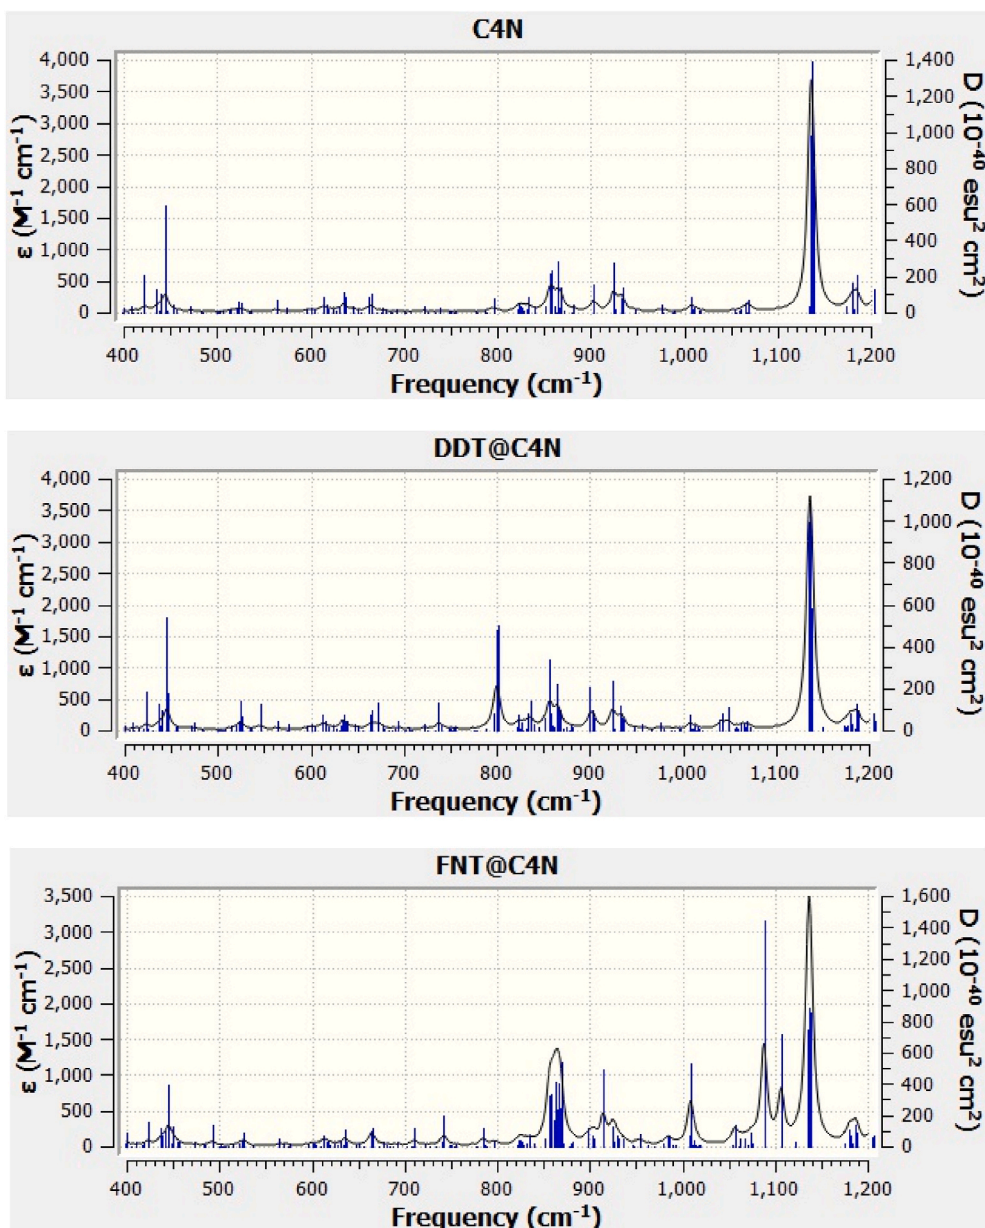 C4N
4,000 1,400
3,500 1,200
3,000 1,000
2,500 800
2,000
1,500 600
1,000 400
500 200
0 0
ε (M⁻¹ cm⁻¹)
D (10⁻⁴⁰ esu² cm²)
400 500 600 700 800 900 1,000 1,100 1,200
Frequency (cm⁻¹)
DDT@C4N
4,000 1,200
3,500 1,000
3,000
2,500 800
2,000 600
1,500
1,000 400
500 200
0 0
ε (M⁻¹ cm⁻¹)
D (10⁻⁴⁰ esu² cm²)
400 500 600 700 800 900 1,000 1,100 1,200
Frequency (cm⁻¹)
FNT@C4N
3,500 1,600
3,000 1,400
2,500 1,200
2,000 1,000
1,500 800
1,000 600
500 400
0 200
0
ε (M⁻¹ cm⁻¹)
D (10⁻⁴⁰ esu² cm²)
400 500 600 700 800 900 1,000 1,100 1,200
Frequency (cm⁻¹)